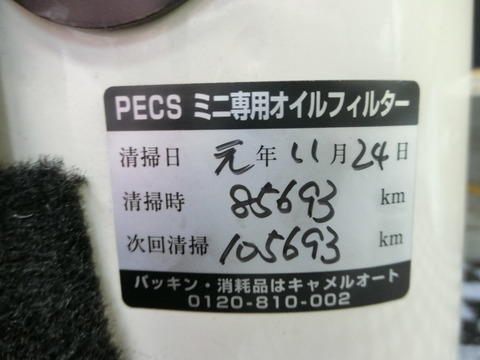 PECS ミニ専用オイルフィルター
清掃日 元年 11月24日
清掃時 85693 km
次回清掃 105693 km
パッキン・消耗品はキャメルオート
0120-810-002